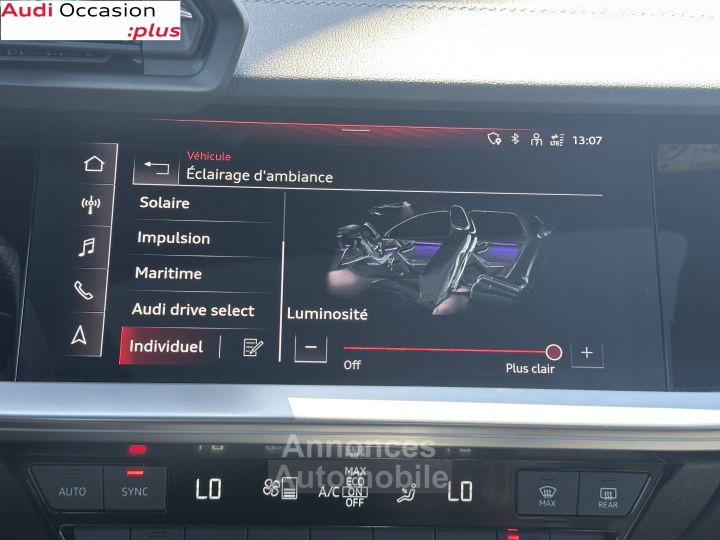 Audi Occasion
:plus
13:07
Véhicule
Éclairage d'ambiance
Solaire
Impulsion
Maritime
Audi drive select
Individuel
Luminosité
Off
Plus clair
Annonces
Automobile
AUTO
SYNC
LO
A/C
MAX
ECO
ON
OFF
LO
MAX
REAR